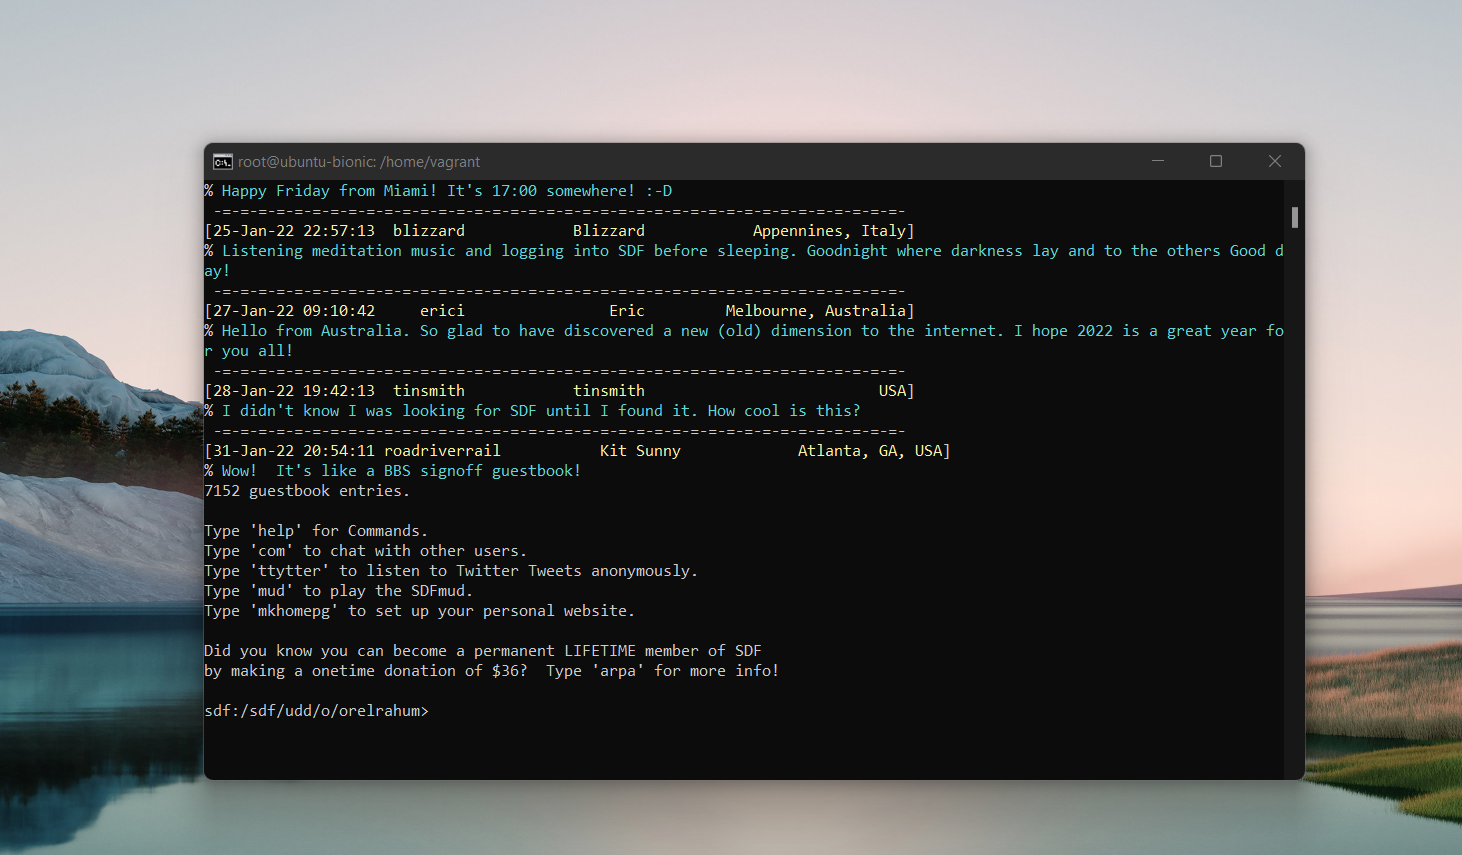 root@ubuntu-bionic: /home/vagrant
% Happy Friday from Miami! It's 17:00 somewhere! :-D
-=-=-=-=-=-=-=-=-=-=-=-=-=-=-=-=-=-=-=-=-=-=-=-=-=-=-=-=-=-=-=-=-=-=-=-=-=-
[25-Jan-22 22:57:13  blizzard            Blizzard            Appennines, Italy]
% Listening meditation music and logging into SDF before sleeping. Goodnight where darkness lay and to the others Good d
ay!
-=-=-=-=-=-=-=-=-=-=-=-=-=-=-=-=-=-=-=-=-=-=-=-=-=-=-=-=-=-=-=-=-=-=-=-=-=-
[27-Jan-22 09:10:42     erici                Eric         Melbourne, Australia]
% Hello from Australia. So glad to have discovered a new (old) dimension to the internet. I hope 2022 is a great year fo
r you all!
-=-=-=-=-=-=-=-=-=-=-=-=-=-=-=-=-=-=-=-=-=-=-=-=-=-=-=-=-=-=-=-=-=-=-=-=-=-
[28-Jan-22 19:42:13  tinsmith            tinsmith                          USA]
% I didn't know I was looking for SDF until I found it. How cool is this?
-=-=-=-=-=-=-=-=-=-=-=-=-=-=-=-=-=-=-=-=-=-=-=-=-=-=-=-=-=-=-=-=-=-=-=-=-=-
[31-Jan-22 20:54:11 roadriverrail           Kit Sunny             Atlanta, GA, USA]
% Wow!  It's like a BBS signoff guestbook!
7152 guestbook entries.
Type 'help' for Commands.
Type 'com' to chat with other users.
Type 'ttytter' to listen to Twitter Tweets anonymously.
Type 'mud' to play the SDFmud.
Type 'mkhomepg' to set up your personal website.
Did you know you can become a permanent LIFETIME member of SDF
by making a onetime donation of $36?  Type 'arpa' for more info!
sdf:/sdf/udd/o/orelrahum>